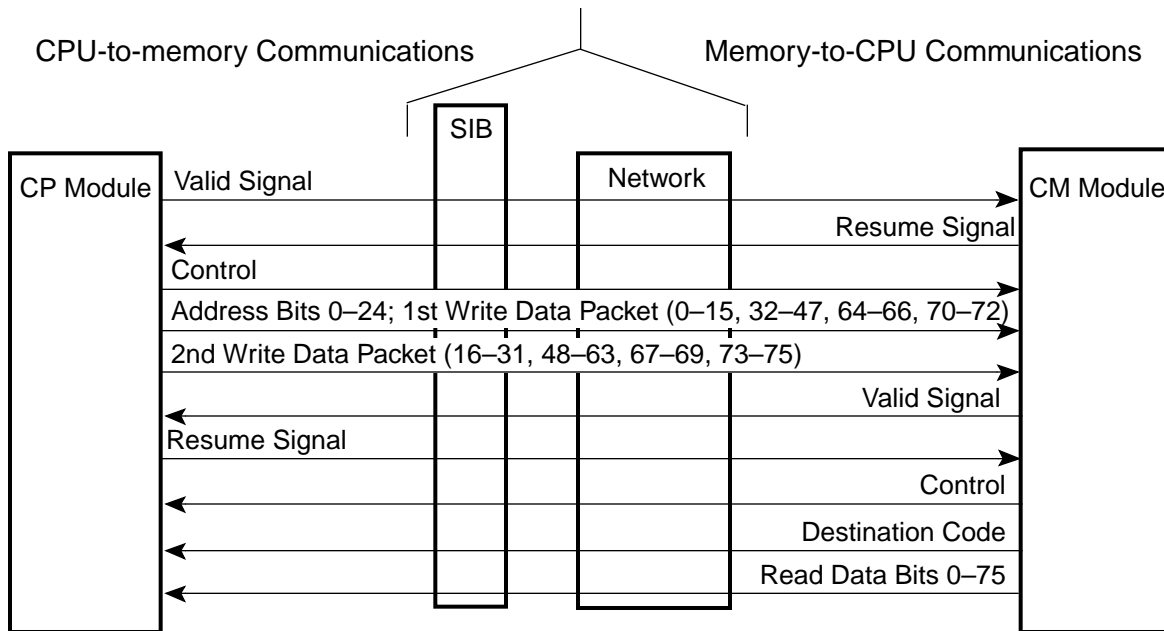 CPU-to-memory Communications
Memory-to-CPU Communications
SIB
CP Module
Valid Signal
Network
CM Module
Resume Signal
Control
Address Bits 0–24; 1st Write Data Packet (0–15, 32–47, 64–66, 70–72)
2nd Write Data Packet (16–31, 48–63, 67–69, 73–75)
Valid Signal
Resume Signal
Control
Destination Code
Read Data Bits 0–75